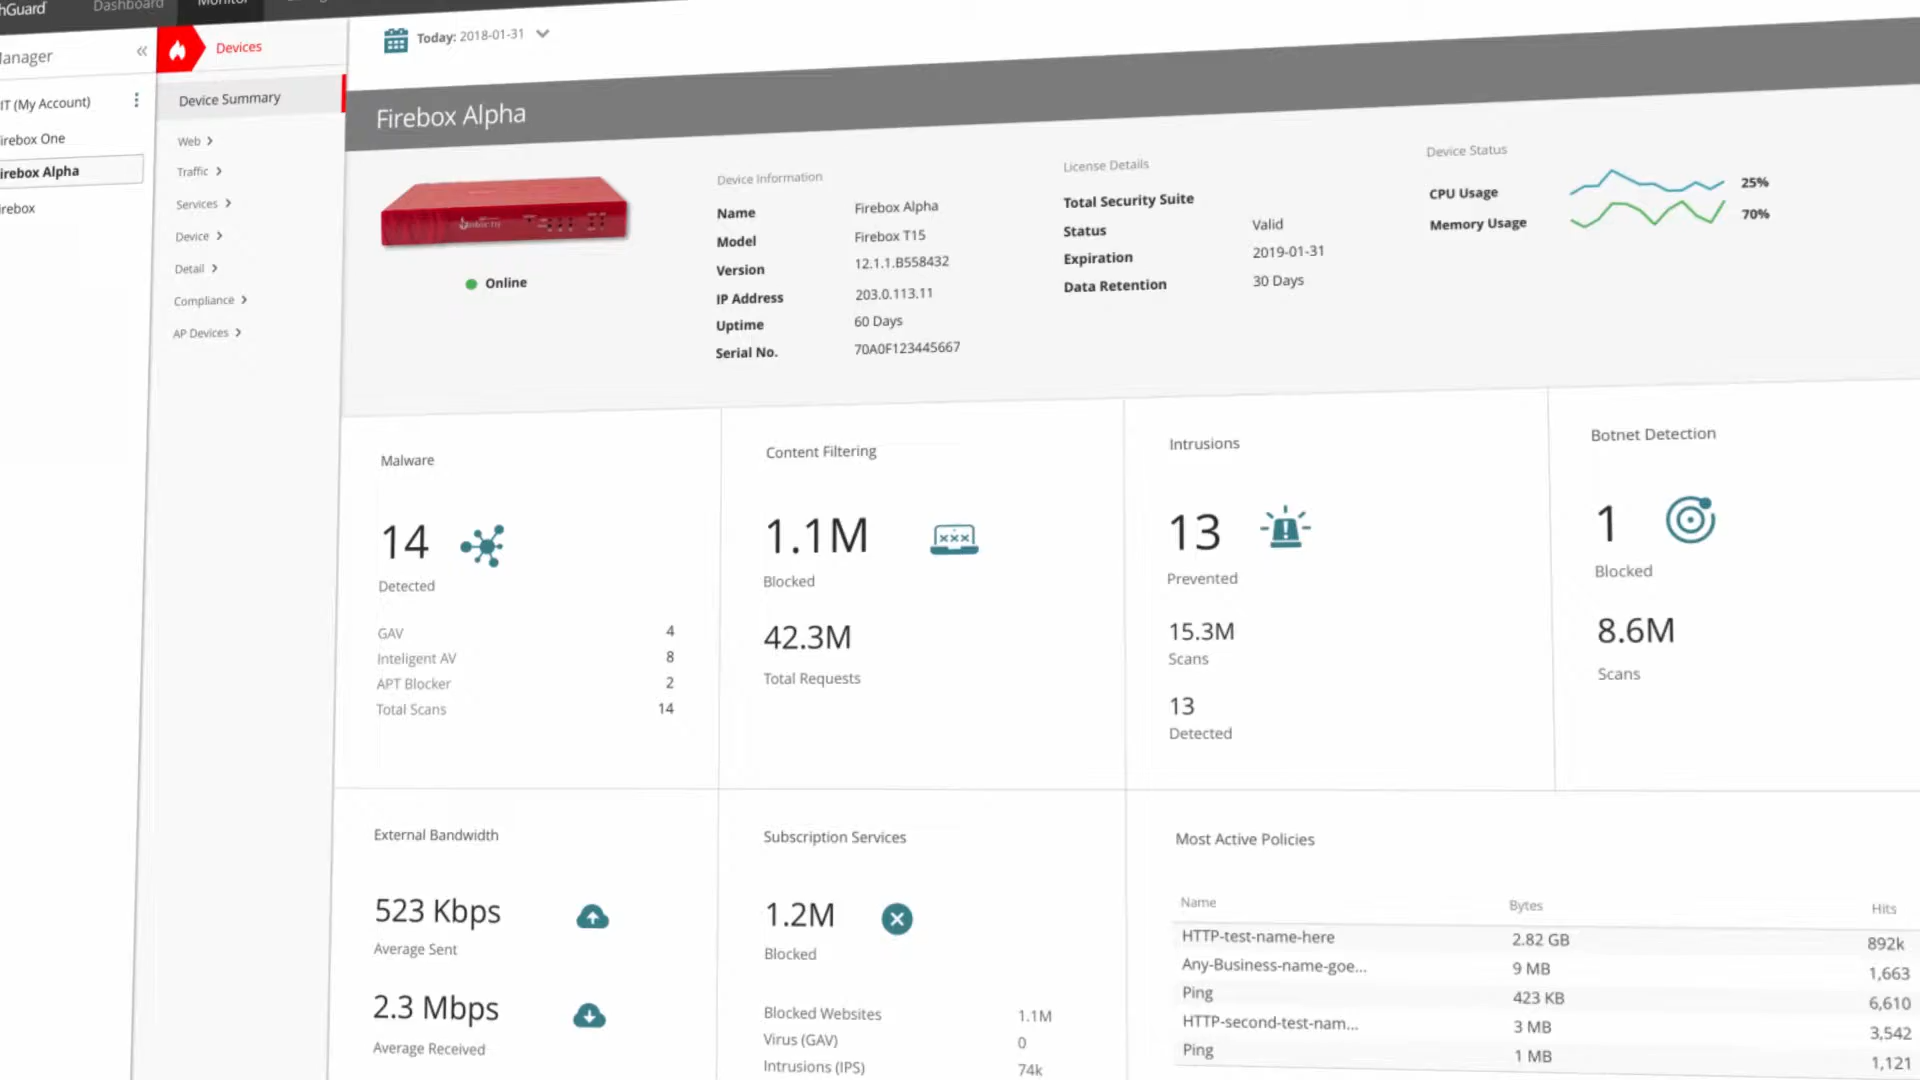 hGuard
Dashboard
Monitor
Manager
IT (My Account)
irebox One
irebox Alpha
irebox
Devices
Device Summary
Web
Traffic
Services
Device
Detail
Compliance
AP Devices
Today: 2018-01-31
Firebox Alpha
Online
Device Information
Name Firebox Alpha
Model Firebox T15
Version 12.1.1.B558432
IP Address 203.0.113.11
Uptime 60 Days
Serial No. 70A0F123445667
License Details
Total Security Suite
Status Valid
Expiration 2019-01-31
Data Retention 30 Days
Device Status
CPU Usage 25%
Memory Usage 70%
Malware
14
Detected
GAV 4
Inteligent AV 8
APT Blocker 2
Total Scans 14
Content Filtering
1.1M
Blocked
42.3M
Total Requests
Intrusions
13
Prevented
15.3M
Scans
13
Detected
Botnet Detection
1
Blocked
8.6M
Scans
External Bandwidth
523 Kbps
Average Sent
2.3 Mbps
Average Received
Subscription Services
1.2M
Blocked
Blocked Websites 1.1M
Virus (GAV) 0
Intrusions (IPS) 74k
Most Active Policies
Name Bytes Hits
HTTP-test-name-here 2.82 GB 892k
Any-Business-name-goe... 9 MB 1,663
Ping 423 KB 6,610
HTTP-second-test-nam... 3 MB 3,542
Ping 1 MB 1,121